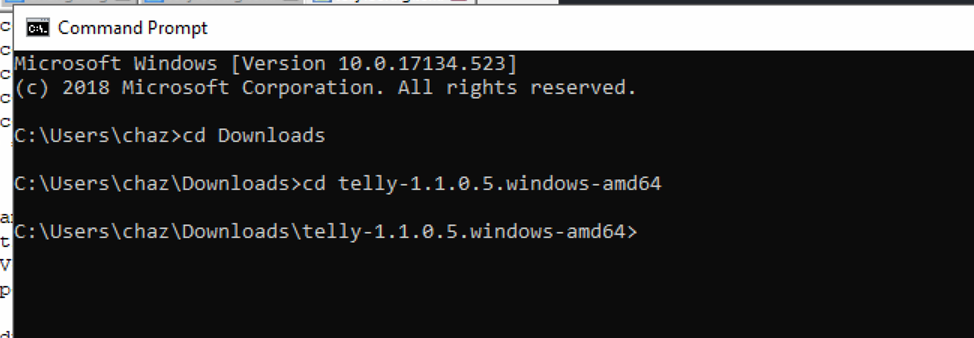 Command Prompt
Microsoft Windows [Version 10.0.17134.523]
(c) 2018 Microsoft Corporation. All rights reserved.
C:\Users\chaz>cd Downloads
C:\Users\chaz\Downloads>cd telly-1.1.0.5.windows-amd64
C:\Users\chaz\Downloads\telly-1.1.0.5.windows-amd64>